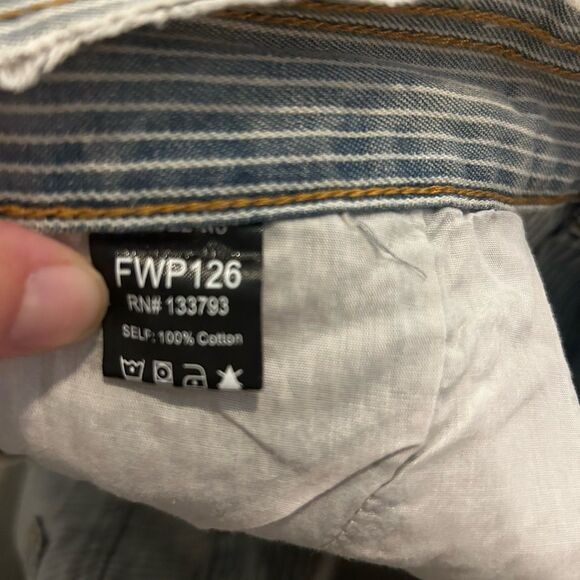 FWP126
RN# 133793
SELF: 100% Cotton